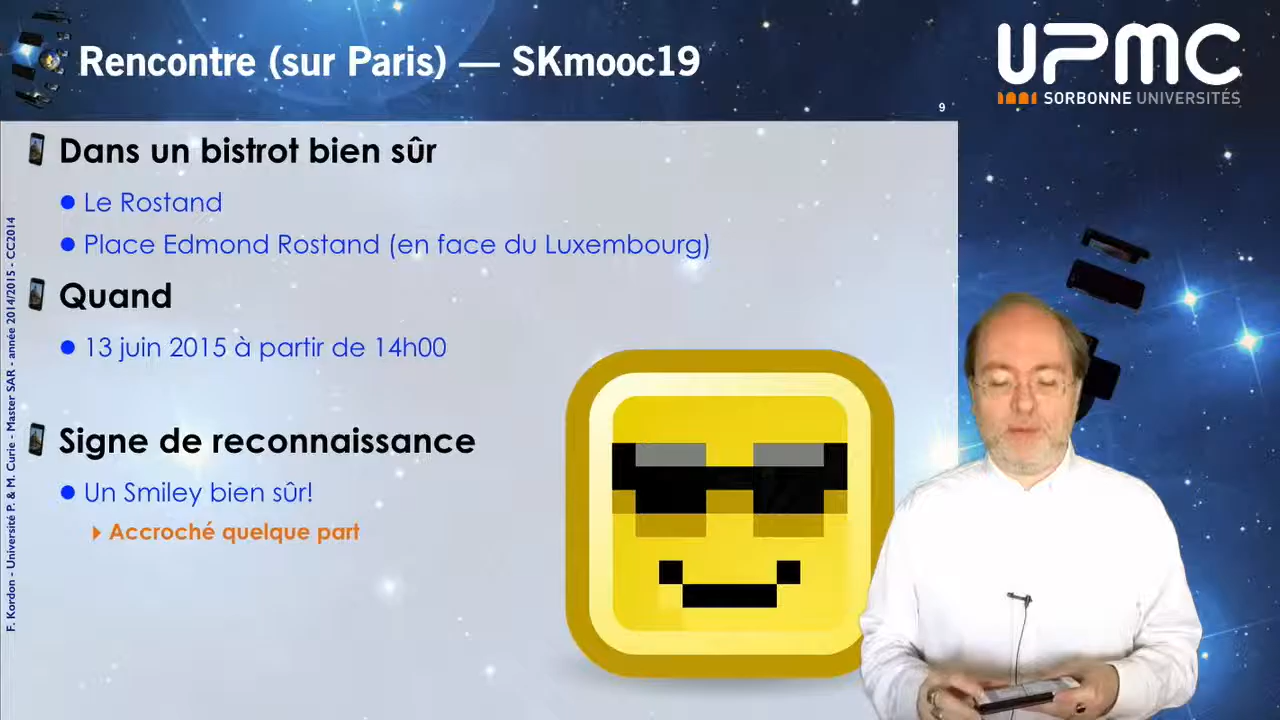 Rencontre (sur Paris) — SKmooc19
UPMC
SORBONNE UNIVERSITÉS
9
Dans un bistrot bien sûr
Le Rostand
Place Edmond Rostand (en face du Luxembourg)
Quand
13 juin 2015 à partir de 14h00
Signe de reconnaissance
Un Smiley bien sûr!
Accroché quelque part
F. Kordon - Université P. & M. Curie - Master SAR - année 2014/2015 - CC2014